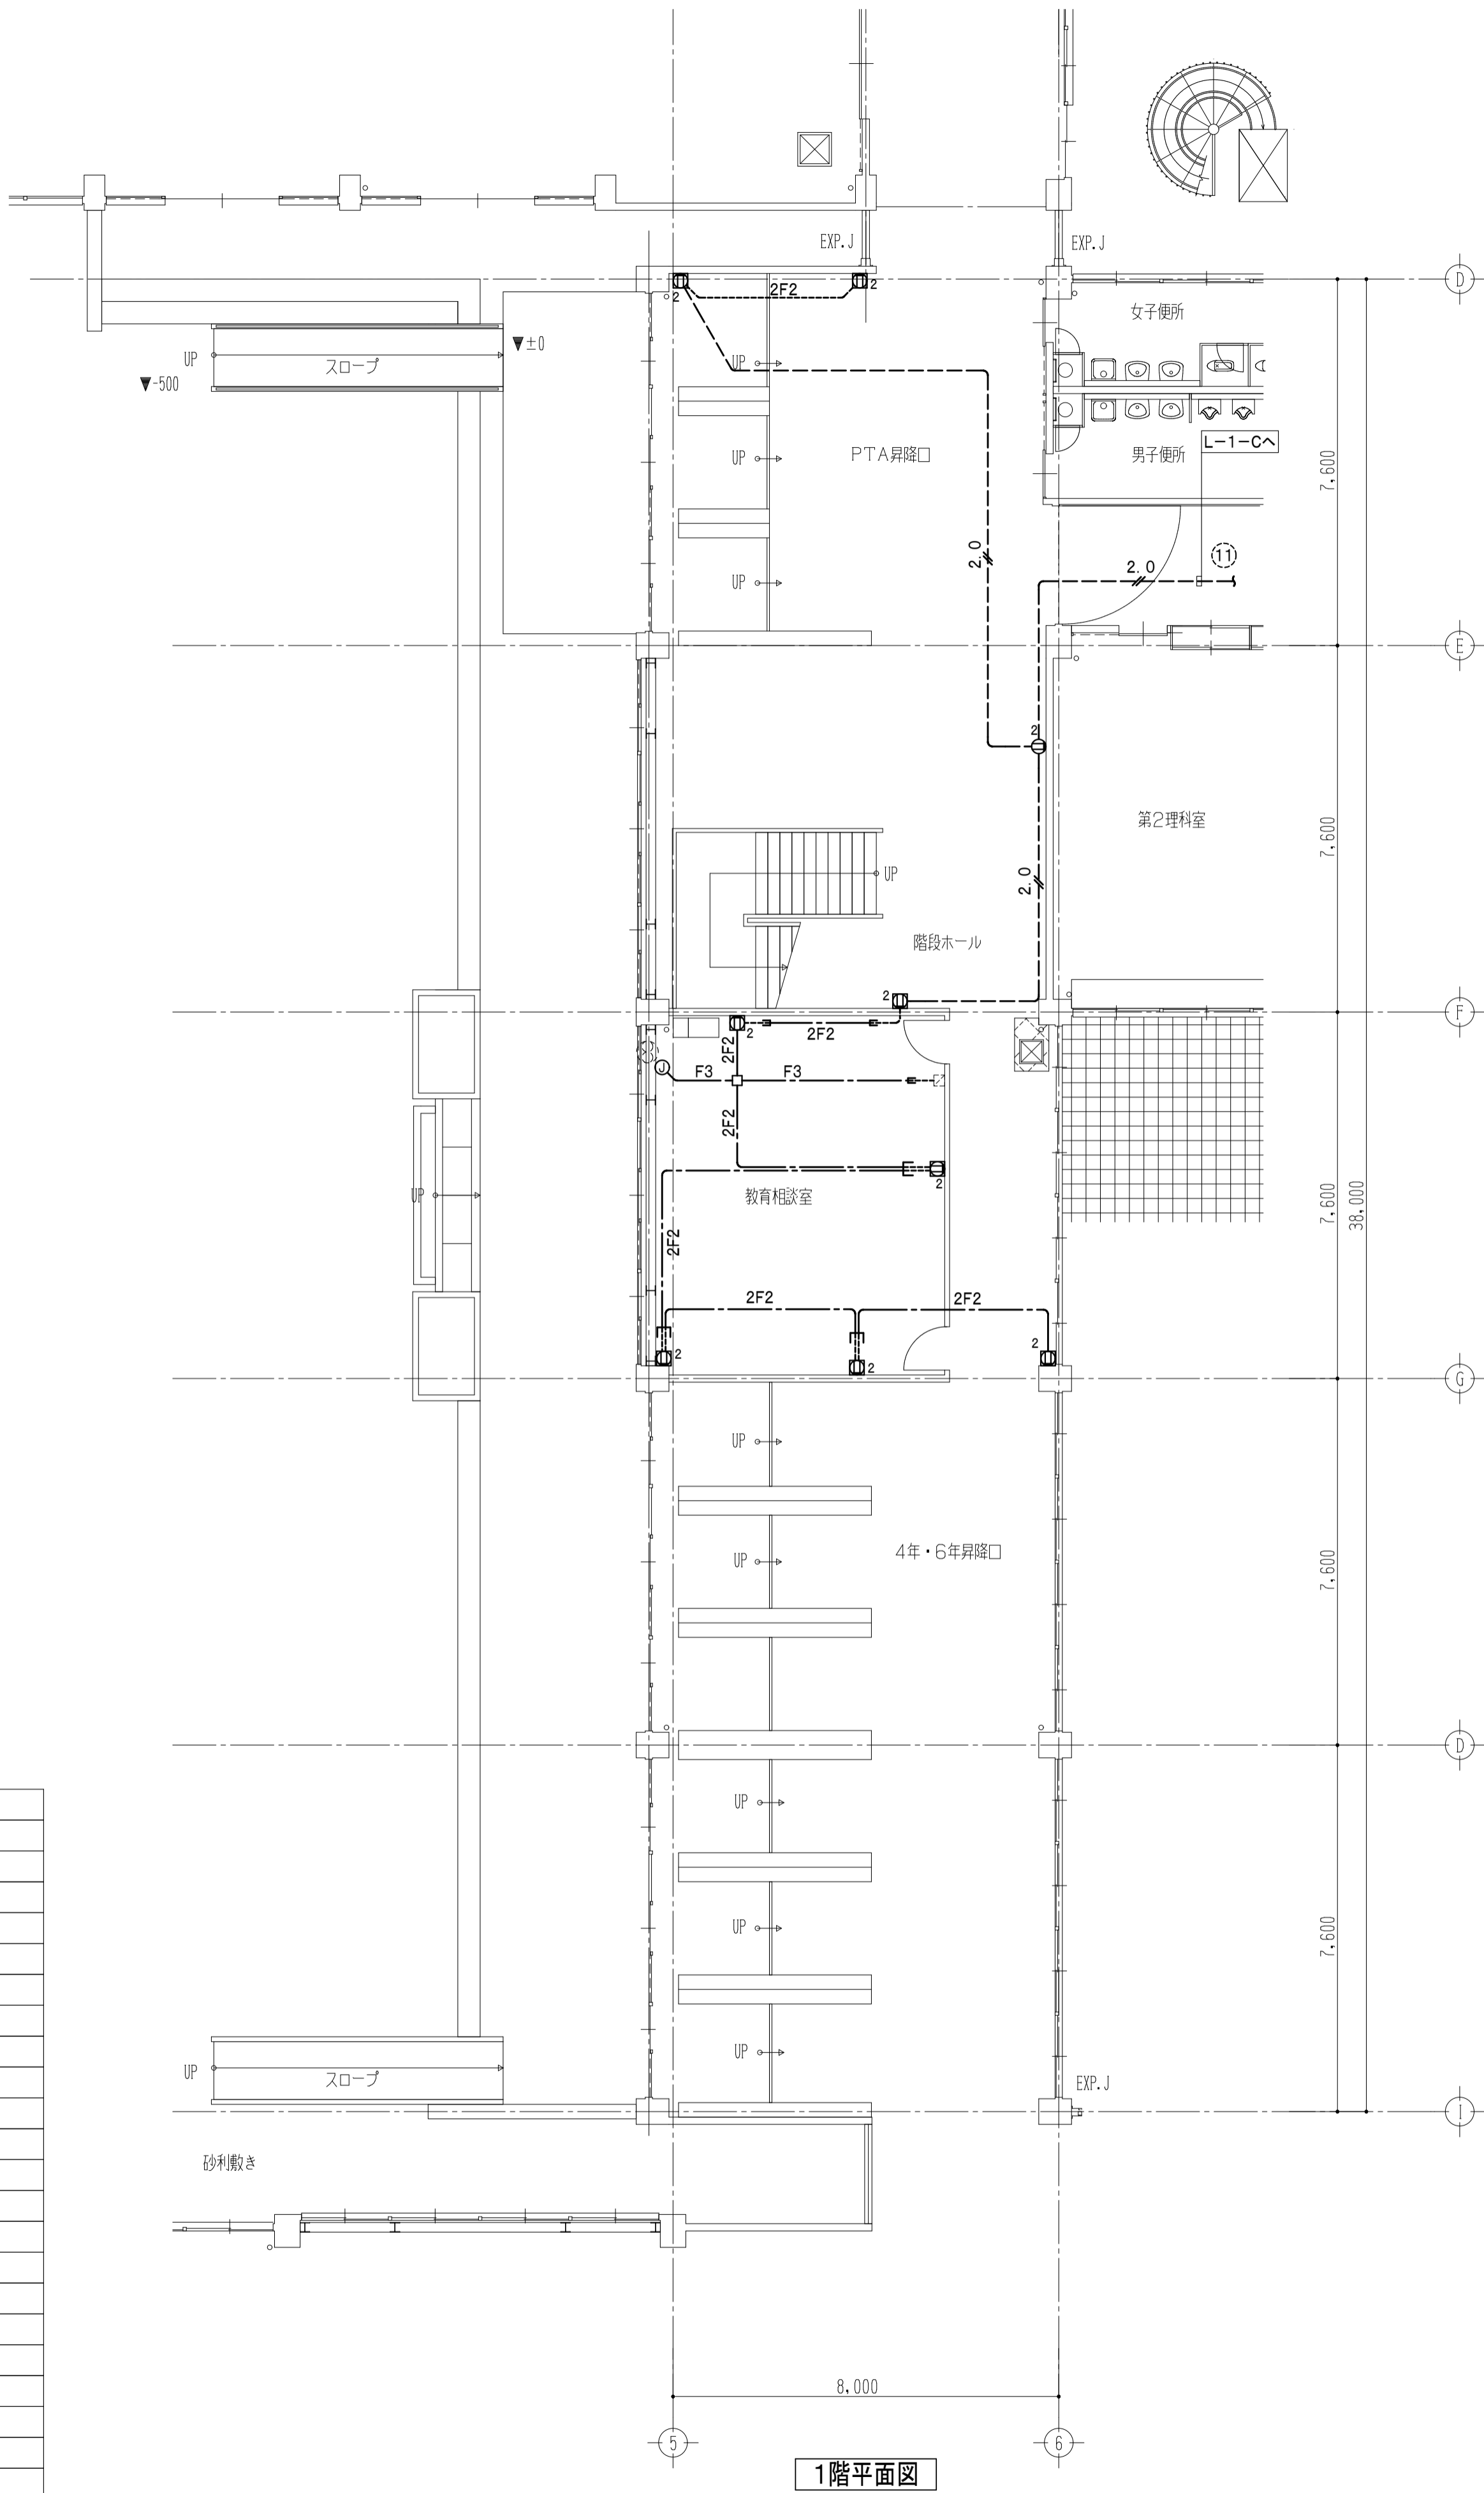 EXP.J
EXP.J
D
2F2
2
2
女子便所
±0
UP
スロープ
UP
-500
L−1−Cへ
PTA昇降口
男子便所
UP
7,600
2.0
2.0
11
UP
E
2
第2理科室
7,600
2.0
UP
階段ホール
2
F
2
2F2
2F2
J
F3
F3
2F2
2
教育相談室
UP
7,600
38,000
2F2
2F2
2F2
2
2
2
G
UP
4年・6年昇降口
UP
7,600
D
UP
UP
7,600
UP
UP
スロープ
EXP.J
I
砂利敷き
8,000
5
6
1階平面図